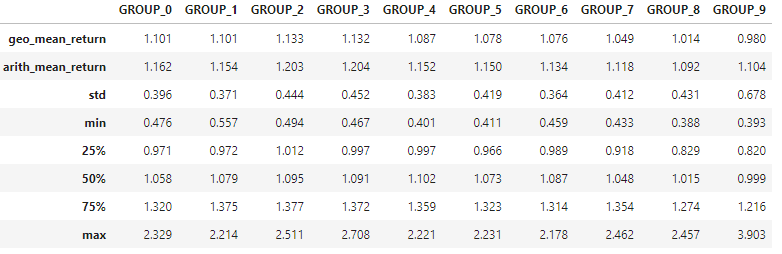 GROUP_0 GROUP_1 GROUP_2 GROUP_3 GROUP_4 GROUP_5 GROUP_6 GROUP_7 GROUP_8 GROUP_9
geo_mean_return 1.101 1.101 1.133 1.132 1.087 1.078 1.076 1.049 1.014 0.980
arith_mean_return 1.162 1.154 1.203 1.204 1.152 1.150 1.134 1.118 1.092 1.104
std 0.396 0.371 0.444 0.452 0.383 0.419 0.364 0.412 0.431 0.678
min 0.476 0.557 0.494 0.467 0.401 0.411 0.459 0.433 0.388 0.393
25% 0.971 0.972 1.012 0.997 0.997 0.966 0.989 0.918 0.829 0.820
50% 1.058 1.079 1.095 1.091 1.102 1.073 1.087 1.048 1.015 0.999
75% 1.320 1.375 1.377 1.372 1.359 1.323 1.314 1.354 1.274 1.216
max 2.329 2.214 2.511 2.708 2.221 2.231 2.178 2.462 2.457 3.903